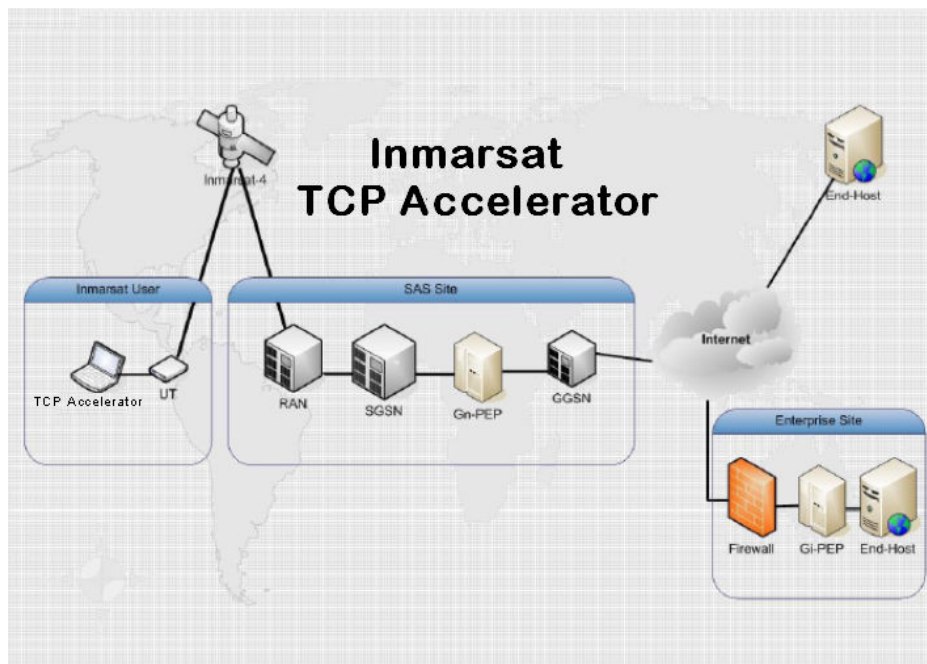 Inmarsat
TCP Accelerator
Inmarsat-4
End-Host
Inmarsat User
TCP Accelerator
UT
SAS Site
RAN
SGSN
Gn-PEP
GGSN
Internet
Enterprise Site
Firewall
Gi-PEP
End-Host